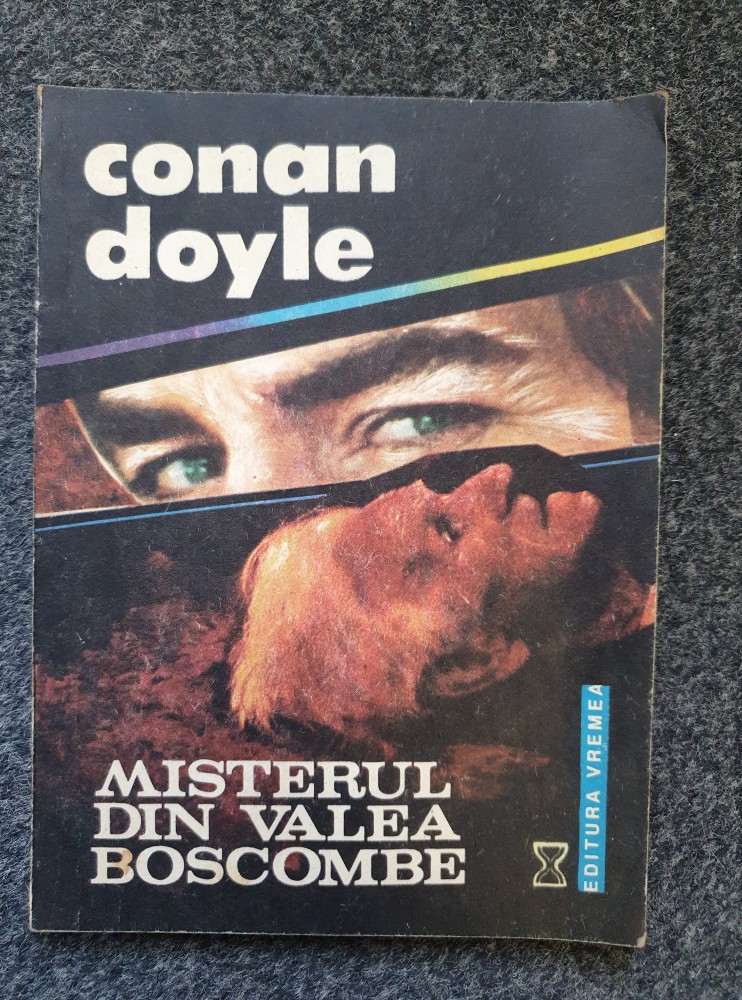 conan
doyle
MISTERUL
DIN VALEA
BOSCOMBE
EDITURA VREMEA